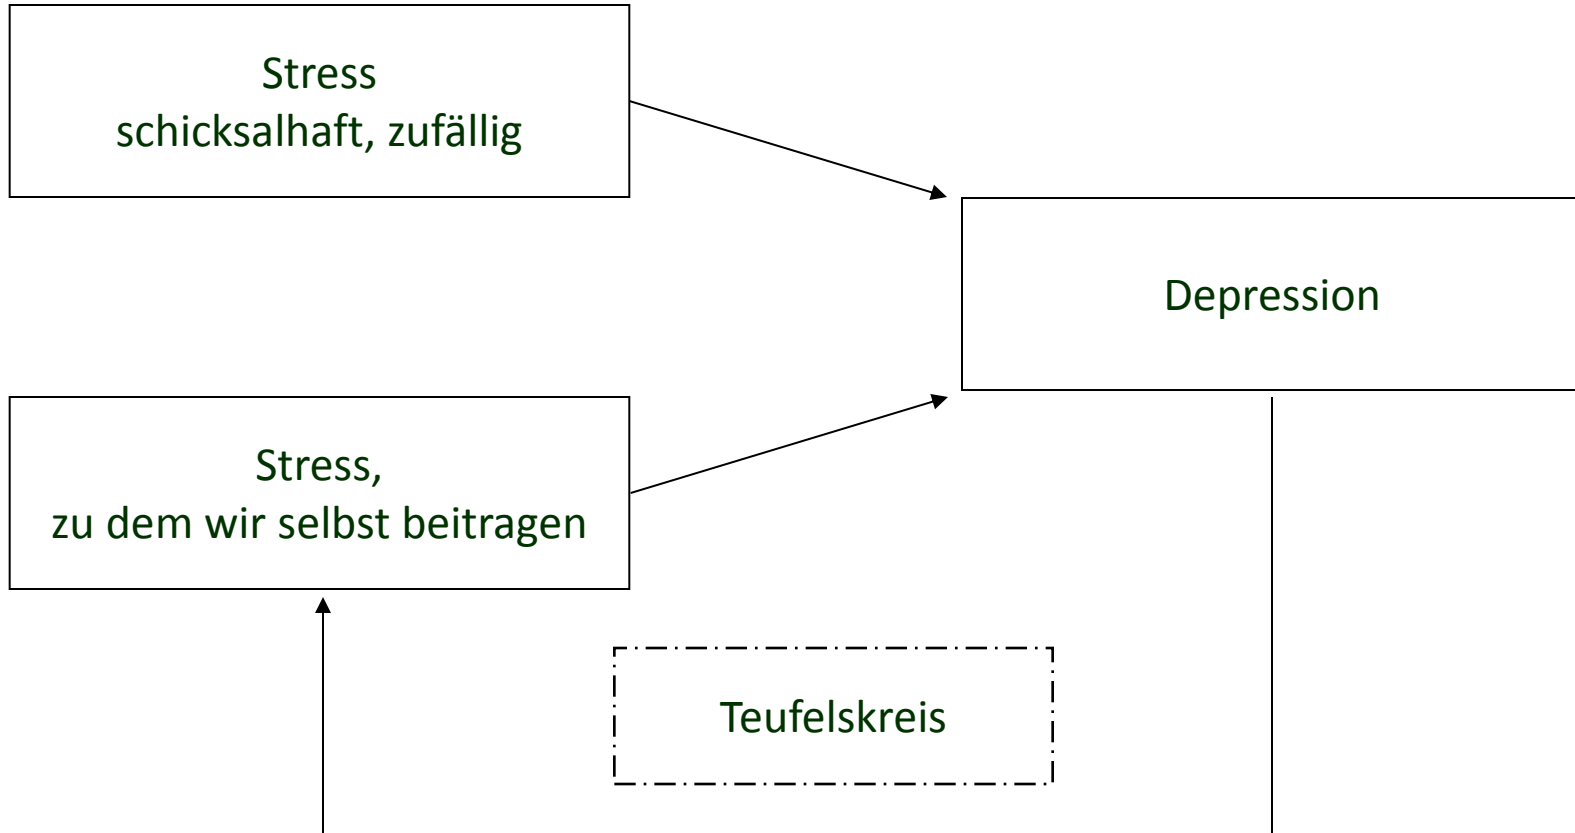 Stress
schicksalhaft, zufällig
Depression
Stress,
zu dem wir selbst beitragen
Teufelskreis